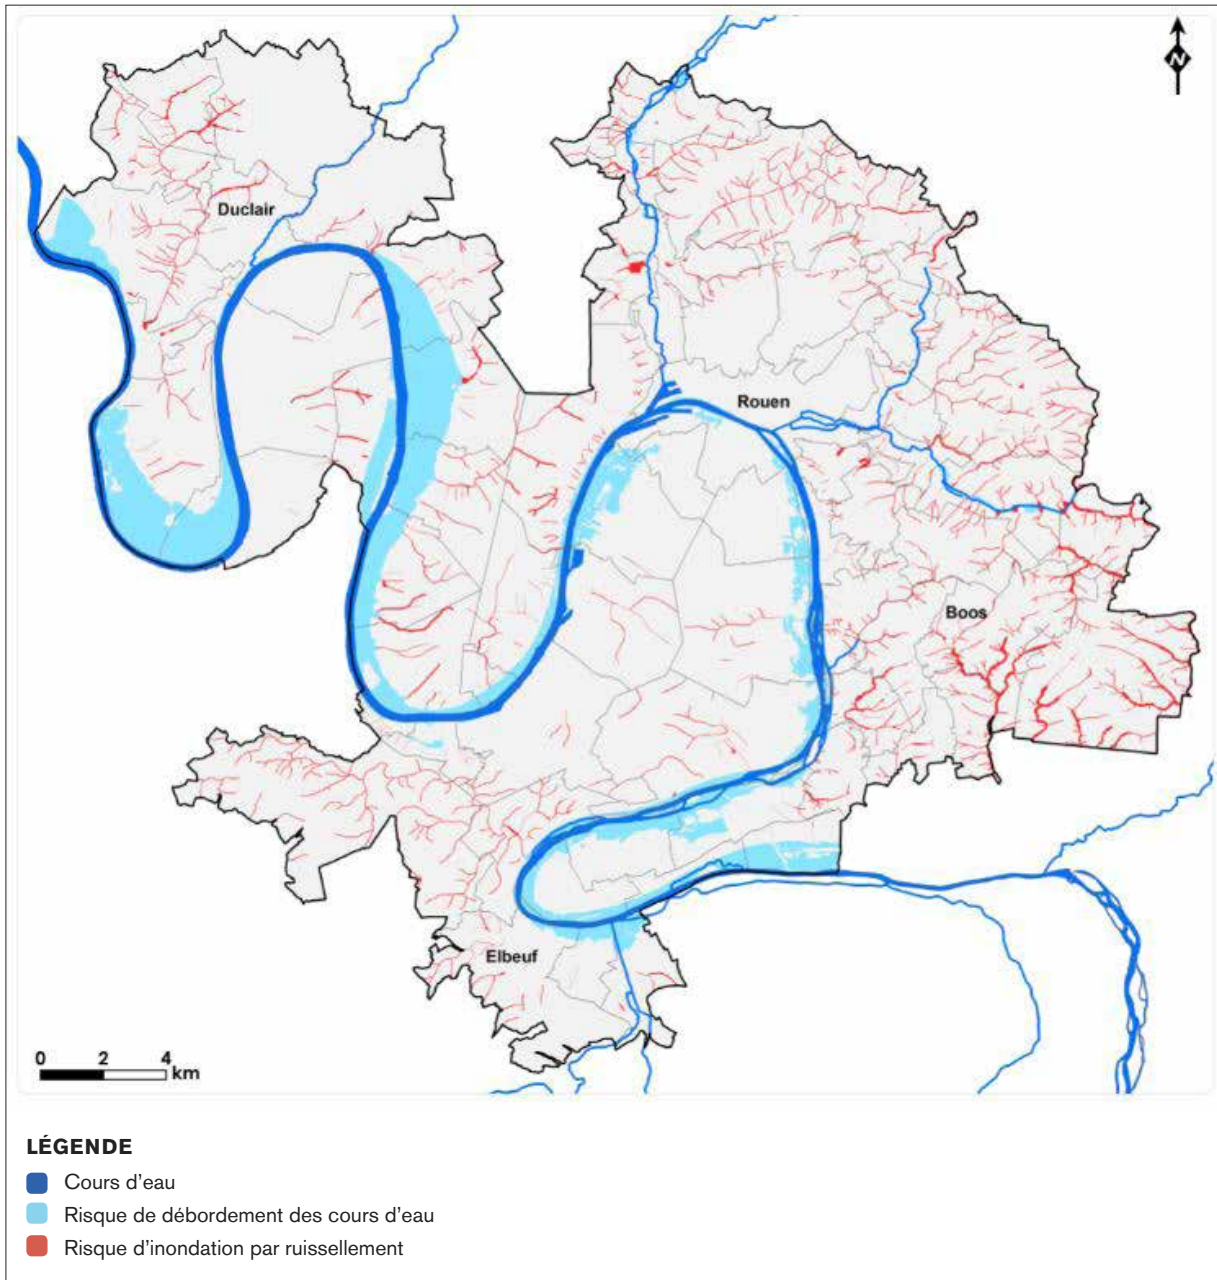 N
Duclair
Rouen
Boos
Elbeuf
0 2 4
km
LÉGENDE
Cours d'eau
Risque de débordement des cours d'eau
Risque d'inondation par ruissellement